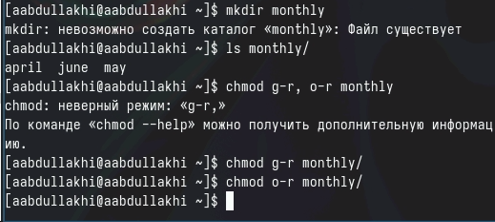 [aabdullakhi@aabdullakhi ~]$ mkdir monthly
mkdir: невозможно создать каталог «monthly»: Файл существует
[aabdullakhi@aabdullakhi ~]$ ls monthly/
april  june  may
[aabdullakhi@aabdullakhi ~]$ chmod g-r, o-r monthly
chmod: неверный режим: «g-r,»
По команде «chmod --help» можно получить дополнительную информац
ию.
[aabdullakhi@aabdullakhi ~]$ chmod g-r monthly/
[aabdullakhi@aabdullakhi ~]$ chmod o-r monthly/
[aabdullakhi@aabdullakhi ~]$